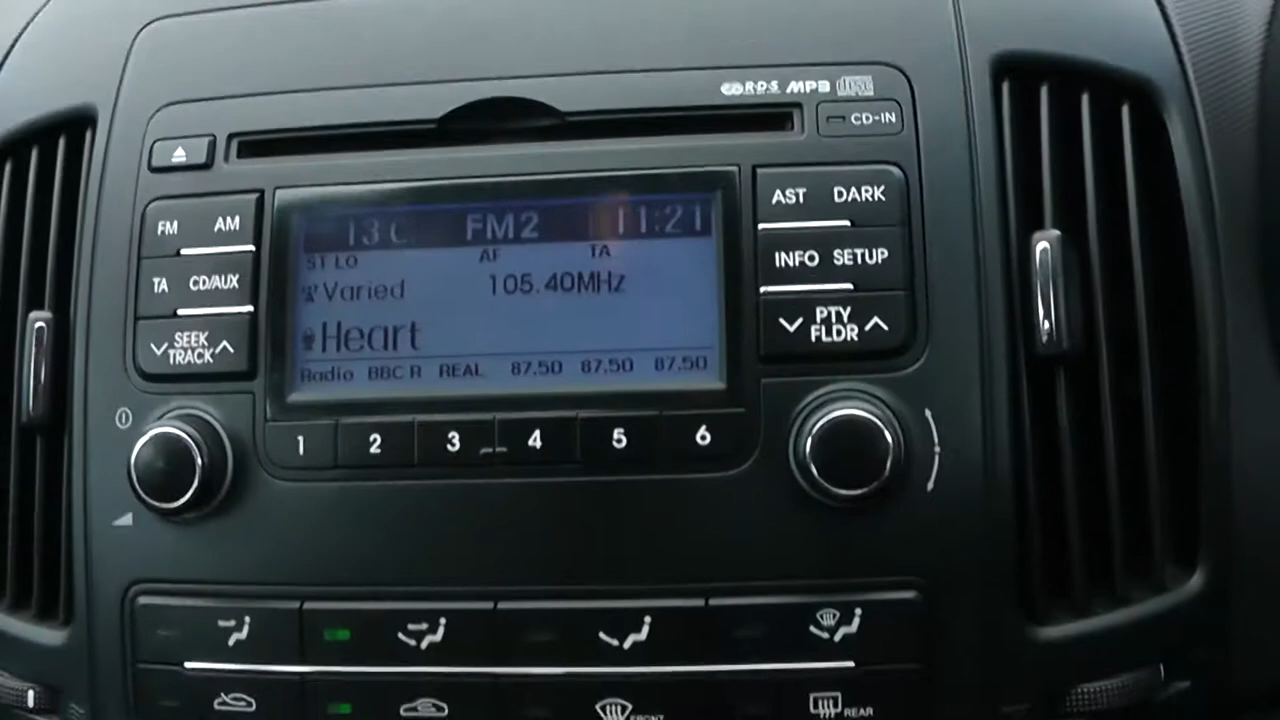 RDS MP3 disc
CD-IN
FM AM
TA CD/AUX
SEEK
TRACK
13 C FM2 11:21
ST LO AF TA
Varied 105.40MHz
Heart
Radio BBC R REAL 87.50 87.50 87.50
AST DARK
INFO SETUP
PTY
FLDR
1 2 3 4 5 6
FRONT
REAR